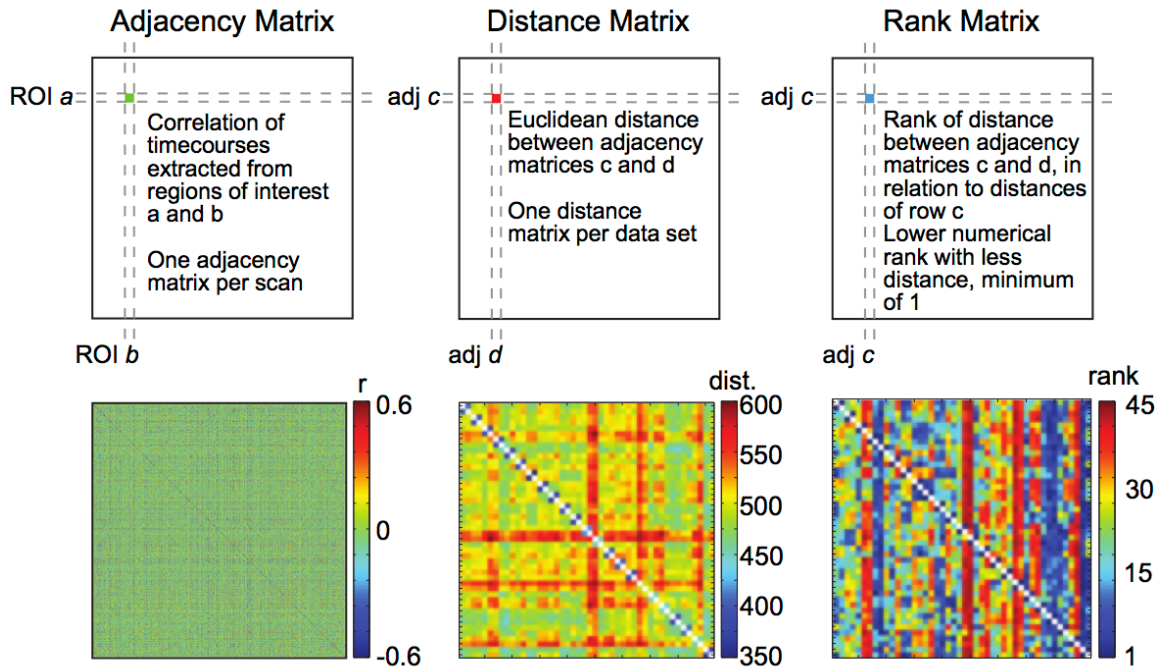 Adjacency Matrix
ROI a
Correlation of
timecourses
extracted from
regions of interest
a and b
One adjacency
matrix per scan
ROI b
Distance Matrix
adj c
Euclidean distance
between adjacency
matrices c and d
One distance
matrix per data set
adj d
Rank Matrix
adj c
Rank of distance
between adjacency
matrices c and d, in
relation to distances
of row c
Lower numerical
rank with less
distance, minimum
of 1
adj c
r
0.6
0
-0.6
dist.
600
550
500
450
400
350
rank
45
30
15
1